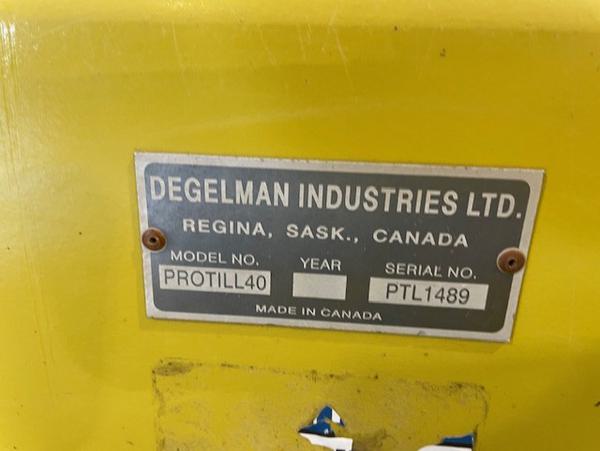 DEGELMAN INDUSTRIES LTD.
REGINA, SASK., CANADA
MODEL NO. YEAR SERIAL NO.
PROTILL40 PTL1489
MADE IN CANADA